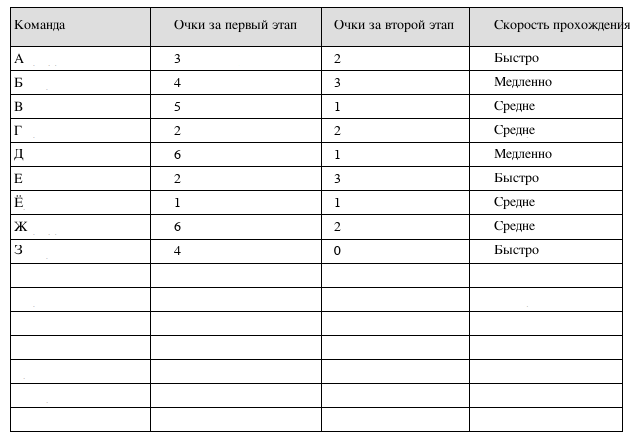 Команда Очки за первый этап Очки за второй этап Скорость прохождения
А 3 2 Быстро
Б 4 3 Медленно
В 5 1 Средне
Г 2 2 Средне
Д 6 1 Медленно
Е 2 3 Быстро
Ё 1 1 Средне
Ж 6 2 Средне
З 4 0 Быстро